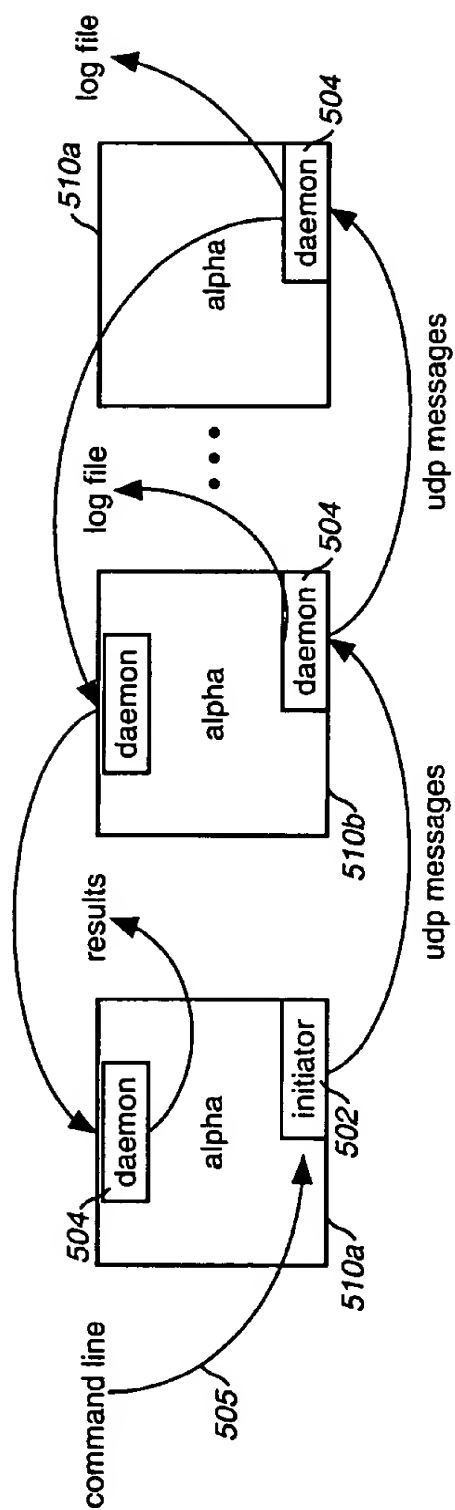 command line
505
504
daemon
alpha
initiator
502
510a
results
udp messages
daemon
alpha
daemon
504
510b
log file
udp messages
510a
alpha
daemon
504
log file